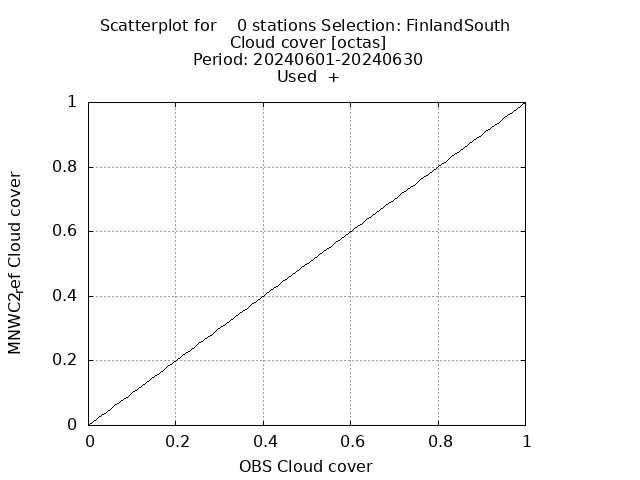 Scatterplot for    0 stations Selection: FinlandSouth
Cloud cover [octas]
Period: 20240601-20240630
Used  +
1
0.8
0.6
0.4
0.2
0
MNWC2ref Cloud cover
0 0.2 0.4 0.6 0.8 1
OBS Cloud cover